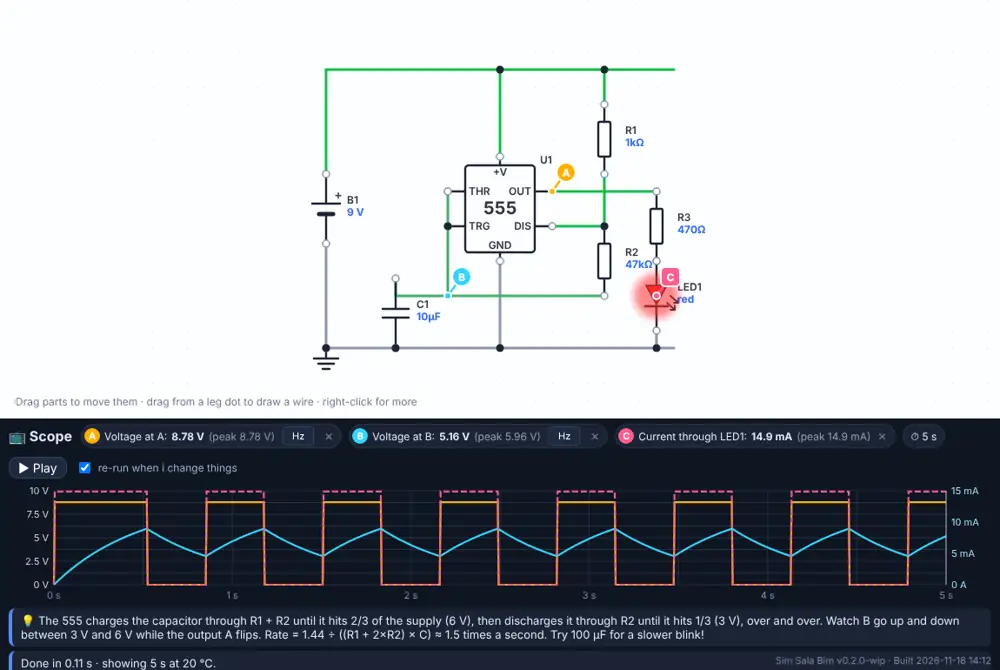 R1
1kΩ
U1
A
+V
+
B1
9 V
THR
OUT
555
TRG
DIS
GND
R3
470Ω
R2
47kΩ
B
C
LED1
red
C1
10μF
Drag parts to move them · drag from a leg dot to draw a wire · right-click for more
Scope
A Voltage at A: 8.78 V (peak 8.78 V) Hz ×
B Voltage at B: 5.16 V (peak 5.96 V) Hz ×
C Current through LED1: 14.9 mA (peak 14.9 mA) ×
5 s
Play
re-run when i change things
10 V
7.5 V
5 V
2.5 V
0 V
15 mA
10 mA
5 mA
0 A
0 s
1 s
2 s
3 s
4 s
5 s
The 555 charges the capacitor through R1 + R2 until it hits 2/3 of the supply (6 V), then discharges it through R2 until it hits 1/3 (3 V), over and over. Watch B go up and down
between 3 V and 6 V while the output A flips. Rate = 1.44 ÷ ((R1 + 2×R2) × C) ≈ 1.5 times a second. Try 100 μF for a slower blink!
Done in 0.11 s · showing 5 s at 20 °C.
Sim Sala Bim v0.2.0-wip · Built 2026-11-16 14:12